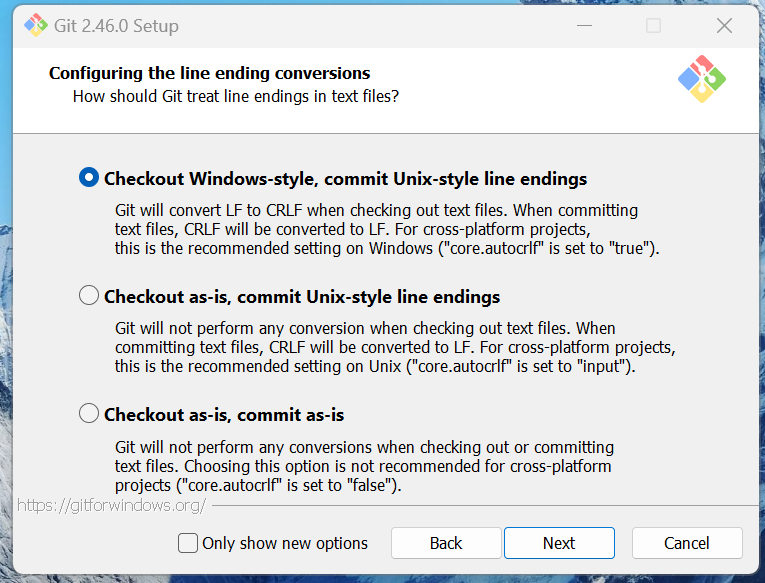 Git 2.46.0 Setup
Configuring the line ending conversions
How should Git treat line endings in text files?
Checkout Windows-style, commit Unix-style line endings
Git will convert LF to CRLF when checking out text files. When committing
text files, CRLF will be converted to LF. For cross-platform projects,
this is the recommended setting on Windows ("core.autocrlf" is set to "true").
Checkout as-is, commit Unix-style line endings
Git will not perform any conversion when checking out text files. When
committing text files, CRLF will be converted to LF. For cross-platform projects,
this is the recommended setting on Unix ("core.autocrlf" is set to "input").
Checkout as-is, commit as-is
Git will not perform any conversions when checking out or committing
text files. Choosing this option is not recommended for cross-platform
projects ("core.autocrlf" is set to "false").
https://gitforwindows.org/
Only show new options
Back
Next
Cancel